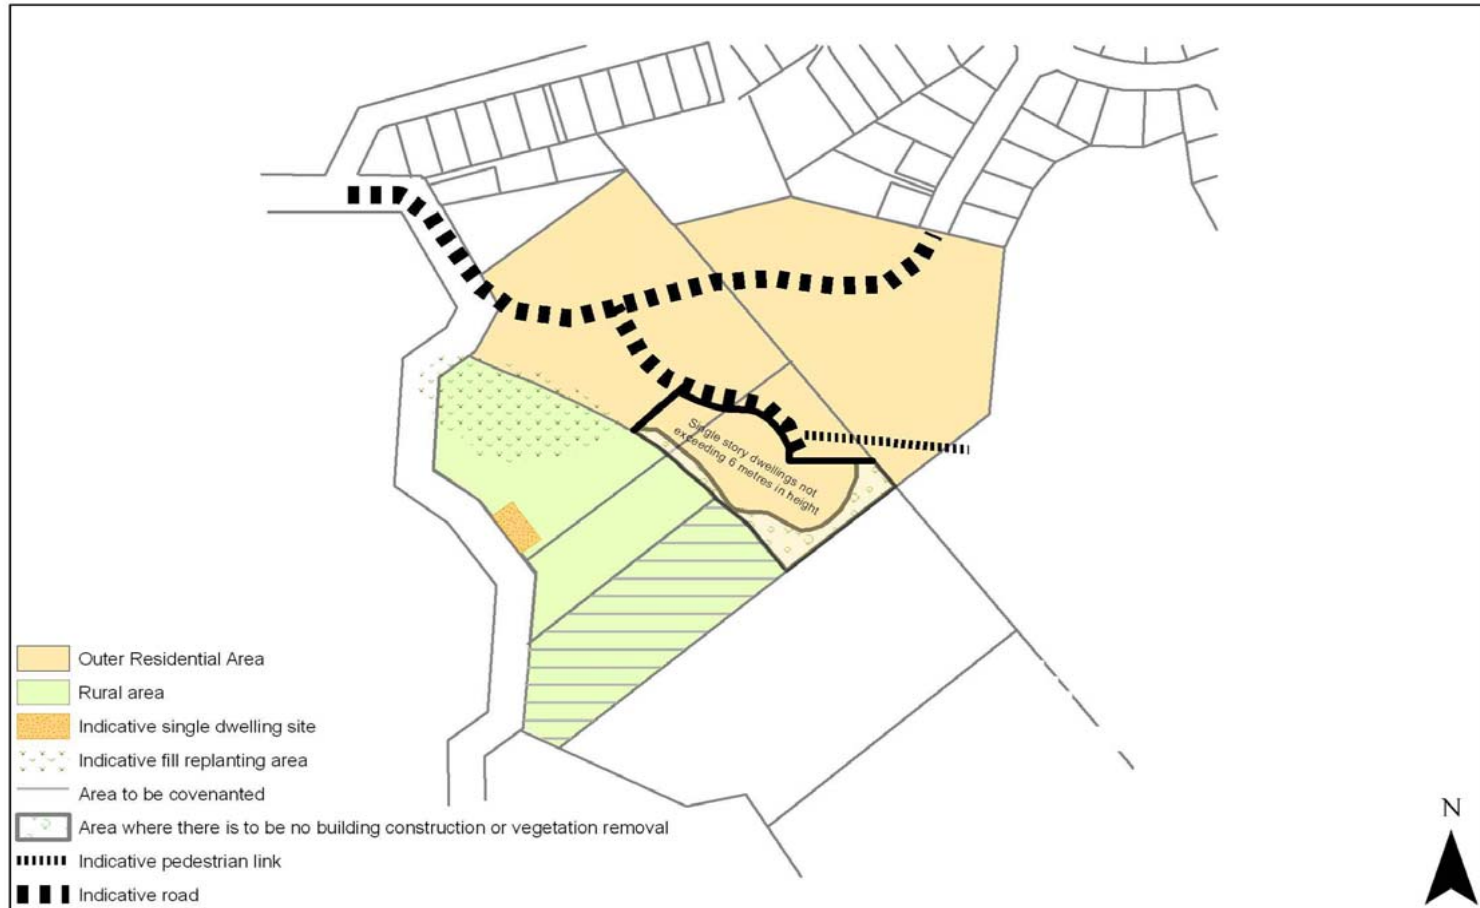 Single story dwellings not
exceeding 6 metres in height
Outer Residential Area
Rural area
Indicative single dwelling site
Indicative fill replanting area
Area to be covenanted
Area where there is to be no building construction or vegetation removal
Indicative pedestrian link
Indicative road
N